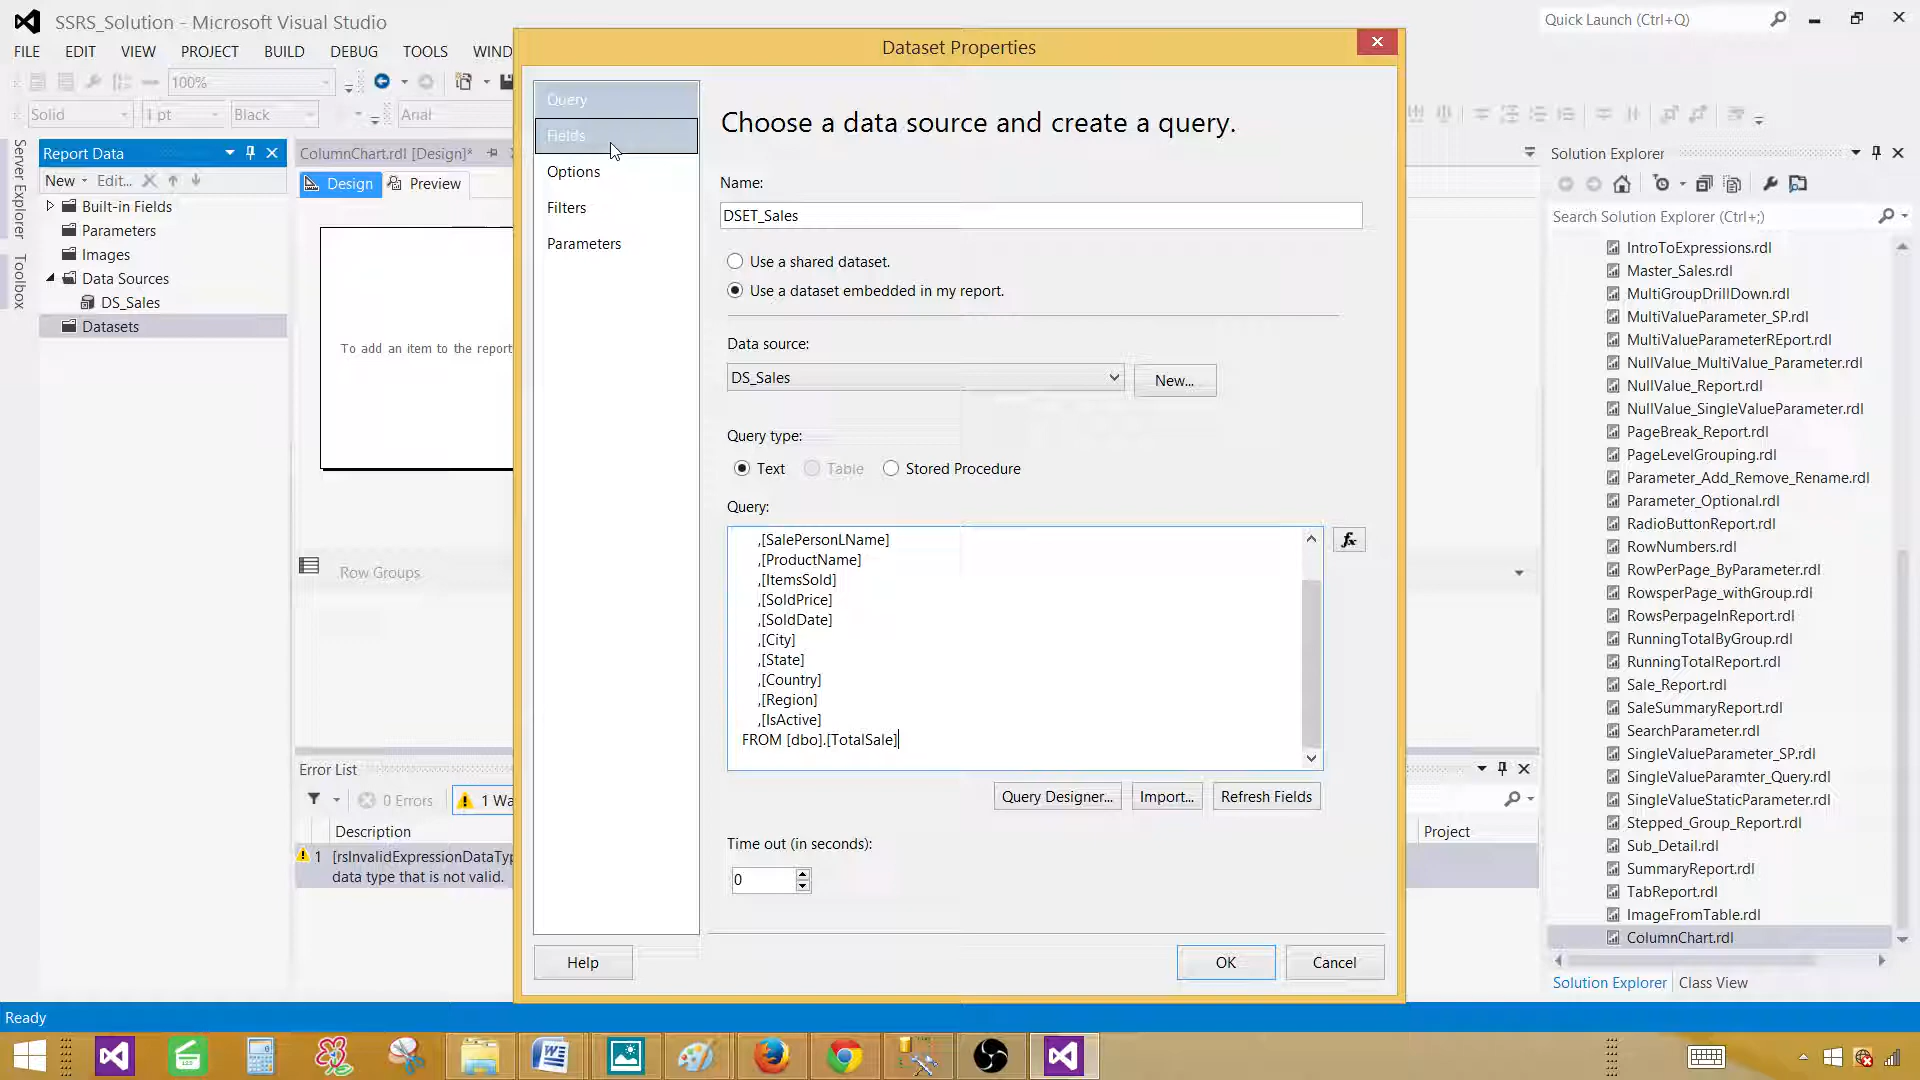 SSRS_Solution - Microsoft Visual Studio
Quick Launch (Ctrl+Q)
FILE EDIT VIEW PROJECT BUILD DEBUG TOOLS WIND
100%
Solid 1 pt Black Arial
Server Explorer
Toolbox
Report Data
New Edit...
Built-in Fields
Parameters
Images
Data Sources
DS_Sales
Datasets
ColumnChart.rdl [Design]*
Design Preview
To add an item to the report
Row Groups
Error List
0 Errors 1 Wa
Description
1 [rsInvalidExpressionDataTyp
data type that is not valid.
Project
Dataset Properties
Query
Fields
Options
Filters
Parameters
Choose a data source and create a query.
Name:
DSET_Sales
Use a shared dataset.
Use a dataset embedded in my report.
Data source:
DS_Sales
New...
Query type:
Text Table Stored Procedure
Query:
,[SalePersonLName]
,[ProductName]
,[ItemsSold]
,[SoldPrice]
,[SoldDate]
,[City]
,[State]
,[Country]
,[Region]
,[IsActive]
FROM [dbo].[TotalSale]
fx
Query Designer... Import... Refresh Fields
Time out (in seconds):
0
Help OK Cancel
Solution Explorer
Search Solution Explorer (Ctrl+;)
IntroToExpressions.rdl
Master_Sales.rdl
MultiGroupDrillDown.rdl
MultiValueParameter_SP.rdl
MultiValueParameterREport.rdl
NullValue_MultiValue_Parameter.rdl
NullValue_Report.rdl
NullValue_SingleValueParameter.rdl
PageBreak_Report.rdl
PageLevelGrouping.rdl
Parameter_Add_Remove_Rename.rdl
Parameter_Optional.rdl
RadioButtonReport.rdl
RowNumbers.rdl
RowPerPage_ByParameter.rdl
RowsperPage_withGroup.rdl
RowsPerpageInReport.rdl
RunningTotalByGroup.rdl
RunningTotalReport.rdl
Sale_Report.rdl
SaleSummaryReport.rdl
SearchParameter.rdl
SingleValueParameter_SP.rdl
SingleValueParamter_Query.rdl
SingleValueStaticParameter.rdl
Stepped_Group_Report.rdl
Sub_Detail.rdl
SummaryReport.rdl
TabReport.rdl
ImageFromTable.rdl
ColumnChart.rdl
Solution Explorer Class View
Ready